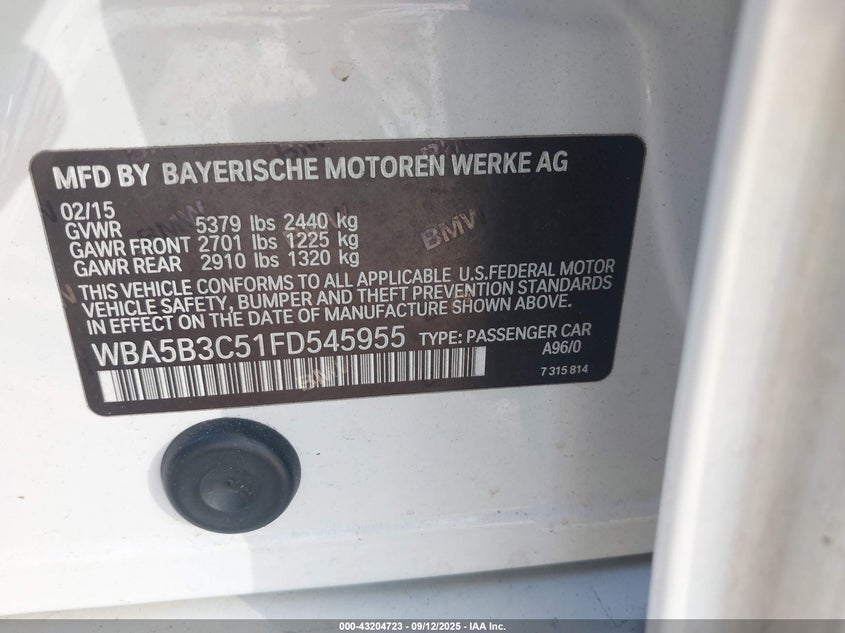 MFD BY BAYERISCHE MOTOREN WERKE AG
02/15
GVWR 5379 lbs 2440 kg
GAWR FRONT 2701 lbs 1225 kg
GAWR REAR 2910 lbs 1320 kg
THIS VEHICLE CONFORMS TO ALL APPLICABLE U.S.FEDERAL MOTOR
VEHICLE SAFETY, BUMPER AND THEFT PREVENTION STANDARDS
IN EFFECT ON THE DATE OF MANUFACTURE SHOWN ABOVE.
WBA5B3C51FD545955 TYPE: PASSENGER CAR
A96/0
7 315 814
BMW
000-43204723 - 09/12/2025 - IAA Inc.